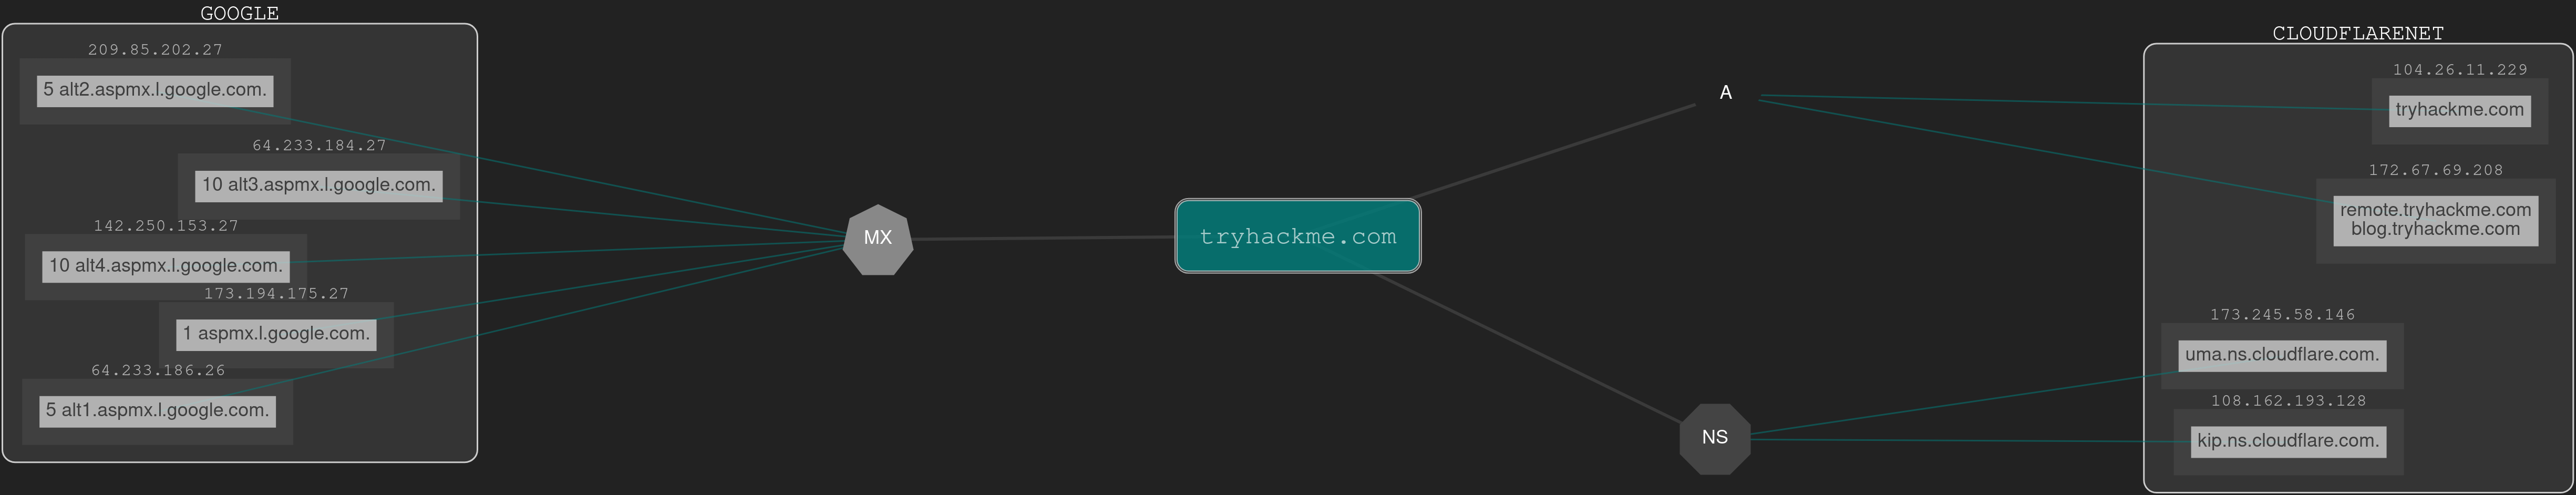 GOOGLE
209.85.202.27
5 alt2.aspmx.l.google.com.
64.233.184.27
10 alt3.aspmx.l.google.com.
142.250.153.27
10 alt4.aspmx.l.google.com.
173.194.175.27
1 aspmx.l.google.com.
64.233.186.26
5 alt1.aspmx.l.google.com.
MX
tryhackme.com
A
NS
CLOUDFLARENET
104.26.11.229
tryhackme.com
172.67.69.208
remote.tryhackme.com
blog.tryhackme.com
173.245.58.146
uma.ns.cloudflare.com.
108.162.193.128
kip.ns.cloudflare.com.